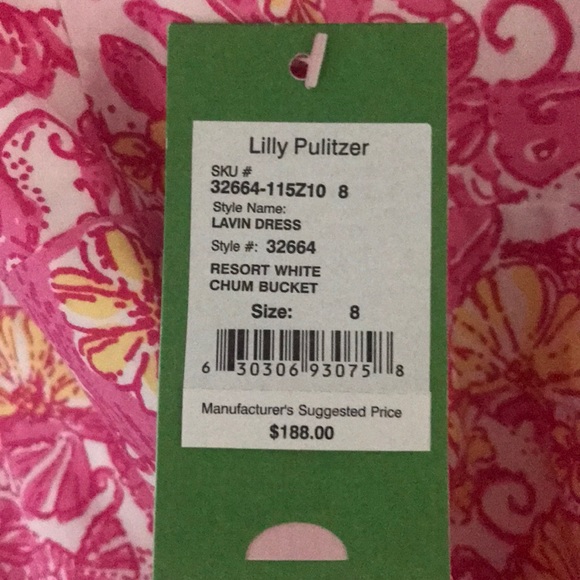 Lilly Pulitzer
SKU #
32664-115Z10 8
Style Name:
LAVIN DRESS
Style #: 32664
RESORT WHITE
CHUM BUCKET
Size: 8
6 30306 93075 8
Manufacturer's Suggested Price
$188.00